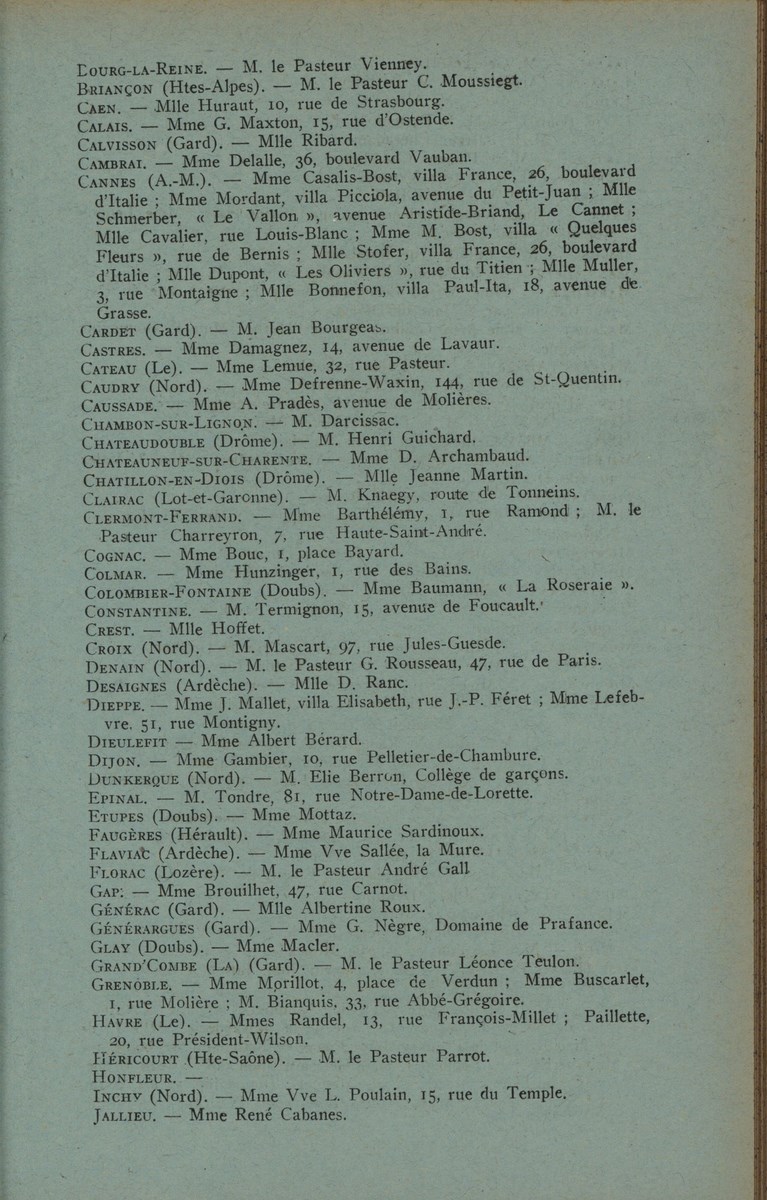 BOURG-LA-REINE. — M. le Pasteur Vienney.
BRIANÇON (Htes-Alpes). — M. le Pasteur C. Moussiegt.
CAEN. — Mlle Huraut, 10, rue de Strasbourg.
CALAIS. — Mme G. Maxton, 15, rue d'Ostende.
CALVISSON (Gard). — Mlle Ribard.
CAMBRAI. — Mme Delalle, 36, boulevard Vauban.
CANNES (A.-M.). — Mme Casalis-Bost, villa France, 26, boulevard
d'Italie ; Mme Mordant, villa Picciola, avenue du Petit-Juan ; Mlle
Schmerber, « Le Vallon », avenue Aristide-Briand, Le Cannet ;
Mlle Cavalier, rue Louis-Blanc ; Mme M. Bost, villa « Quelques
Fleurs », rue de Bernis ; Mlle Stofer, villa France, 26, boulevard
d'Italie ; Mlle Dupont, « Les Oliviers », rue du Titien ; Mlle Muller,
3, rue Montaigne ; Mlle Bonnefon, villa Paul-Ita, 18, avenue de
Grasse.
CARDET (Gard). — M. Jean Bourgeas.
CASTRES. — Mme Damagnez, 14, avenue de Lavaur.
CATEAU (Le). — Mme Lemue, 32, rue Pasteur.
CAUDRY (Nord). — Mme Defrenne-Waxin, 144, rue de St-Quentin.
CAUSSADE. — Mme A. Pradès, avenue de Molières.
CHAMBON-SUR-LIGNON. — M. Darcissac.
CHATEAUDOUBLE (Drôme). — M. Henri Guichard.
CHATEAUNEUF-SUR-CHARENTE. — Mme D. Archambaud.
CHATILLON-EN-DIOIS (Drôme). — Mlle Jeanne Martin.
CLAIRAC (Lot-et-Garonne). — M. Knaegy, route de Tonneins.
CLERMONT-FERRAND. — Mme Barthélémy, 1, rue Ramond ; M. le
Pasteur Charreyron, 7, rue Haute-Saint-André.
COGNAC. — Mme Bouc, 1, place Bayard.
COLMAR. — Mme Hunzinger, 1, rue des Bains.
COLOMBIER-FONTAINE (Doubs). — Mme Baumann, « La Roseraie ».
CONSTANTINE. — M. Termignon, 15, avenue de Foucault.
CREST. — Mlle Hoffet.
CROIX (Nord). — M. Mascart, 97, rue Jules-Guesde.
DENAIN (Nord). — M. le Pasteur G. Rousseau, 47, rue de Paris.
DESAIGNES (Ardèche). — Mlle D. Ranc.
DIEPPE. — Mme J. Mallet, villa Elisabeth, rue J.-P. Féret ; Mme Lefeb-
vre, 51, rue Montigny.
DIEULEFIT — Mme Albert Bérard.
DIJON. — Mme Gambier, 10, rue Pelletier-de-Chambure.
DUNKERQUE (Nord). — M. Elie Berron, Collège de garçons.
EPINAL. — M. Tondre, 81, rue Notre-Dame-de-Lorette.
ETUPES (Doubs). — Mme Mottaz.
FAUGÈRES (Hérault). — Mme Maurice Sardinoux.
FLAVIAC (Ardèche). — Mme Vve Sallée, la Mure.
FLORAC (Lozère). — M. le Pasteur André Gall
GAP. — Mme Brouilhet, 47, rue Carnot.
GÉNÉRAC (Gard). — Mlle Albertine Roux.
GÉNÉRARGUES (Gard). — Mme G. Nègre, Domaine de Prafance.
GLAY (Doubs). — Mme Macler.
GRAND'COMBE (LA) (Gard). — M. le Pasteur Léonce Teulon.
GRENOBLE. — Mme Morillot, 4, place de Verdun ; Mme Buscarlet,
1, rue Molière ; M. Bianquis, 33, rue Abbé-Grégoire.
HAVRE (Le). — Mmes Randel, 13, rue François-Millet ; Paillette,
20, rue Président-Wilson.
HÉRICOURT (Hte-Saône). — M. le Pasteur Parrot.
HONFLEUR. —
INCHY (Nord). — Mme Vve L. Poulain, 15, rue du Temple.
JALLIEU. — Mme René Cabanes.